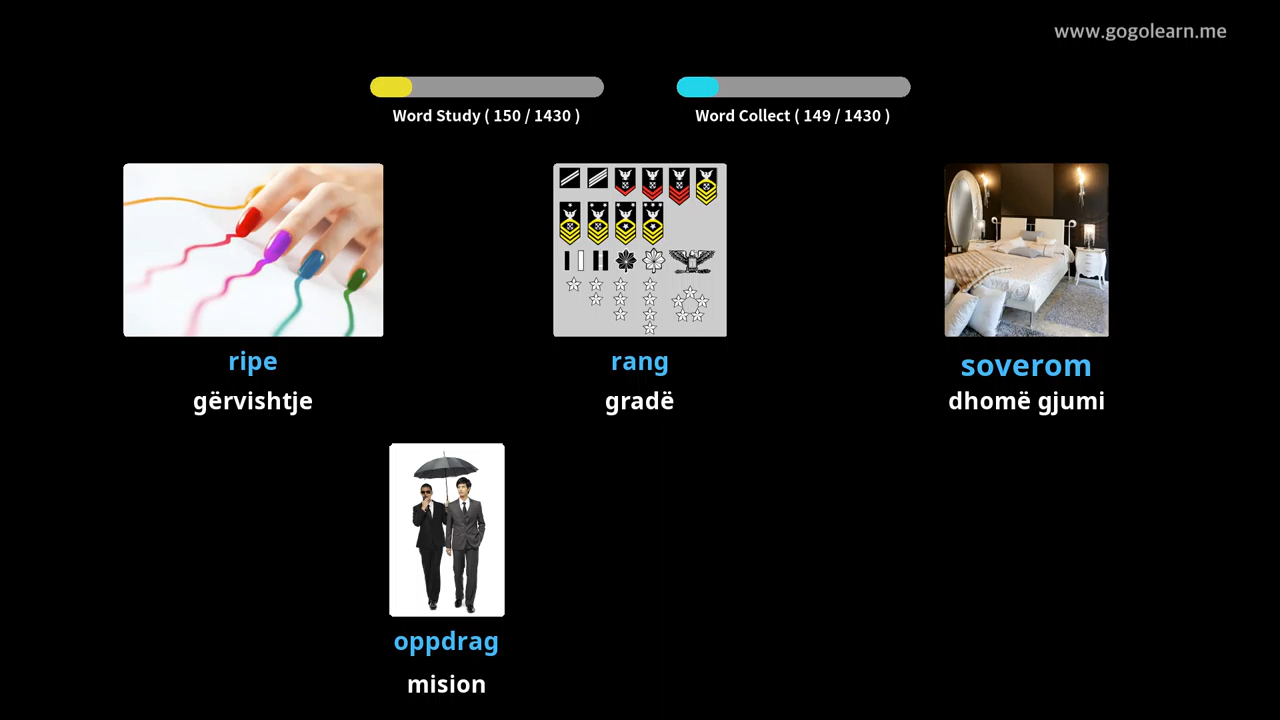 www.gogolearn.me
Word Study ( 150 / 1430 )
Word Collect ( 149 / 1430 )
ripe
rang
soverom
gërvishtje
gradë
dhomë gjumi
oppdrag
mision